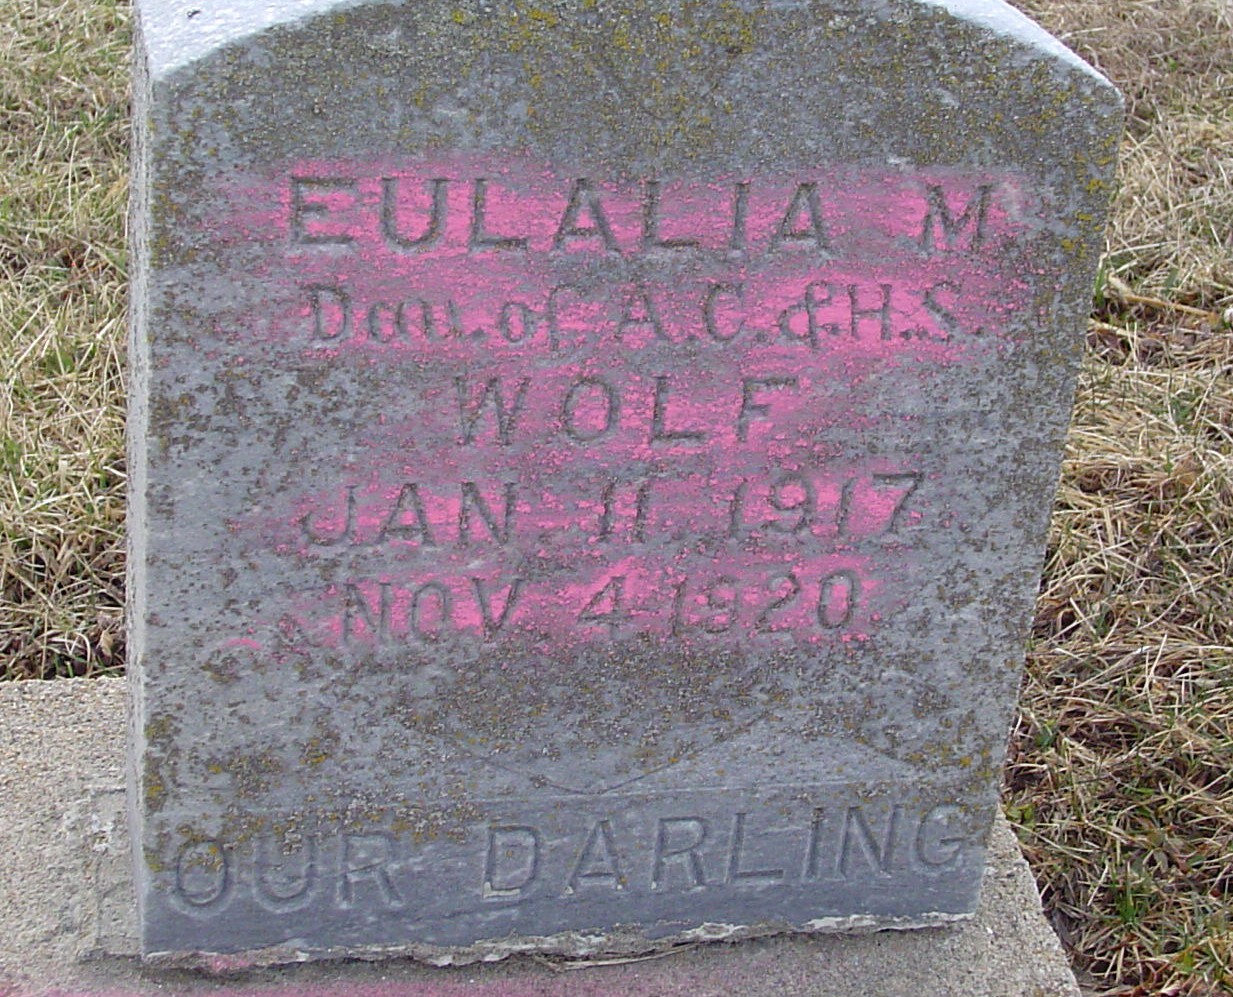 EULALIA M
Dau. of A.C. & H.S.
WOLF
JAN 11 1917
NOV 4 1920
OUR DARLING